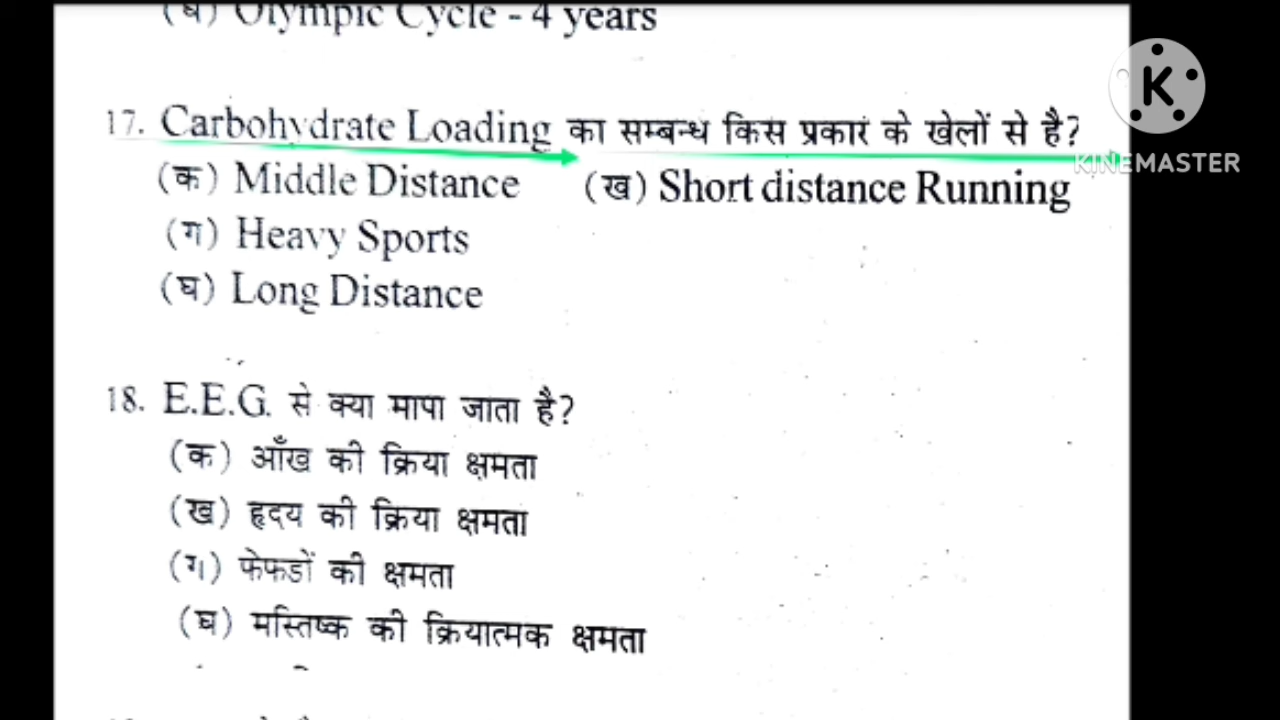 (घ) Olympic Cycle - 4 years
17. Carbohydrate Loading का सम्बन्ध किस प्रकार के खेलों से है?
KINEMASTER
(क) Middle Distance (ख) Short distance Running
(ग) Heavy Sports
(घ) Long Distance
18. E.E.G. से क्या मापा जाता है?
(क) आँख की क्रिया क्षमता
(ख) हृदय की क्रिया क्षमता
(ग) फेफडों की क्षमता
(घ) मस्तिष्क की क्रियात्मक क्षमता